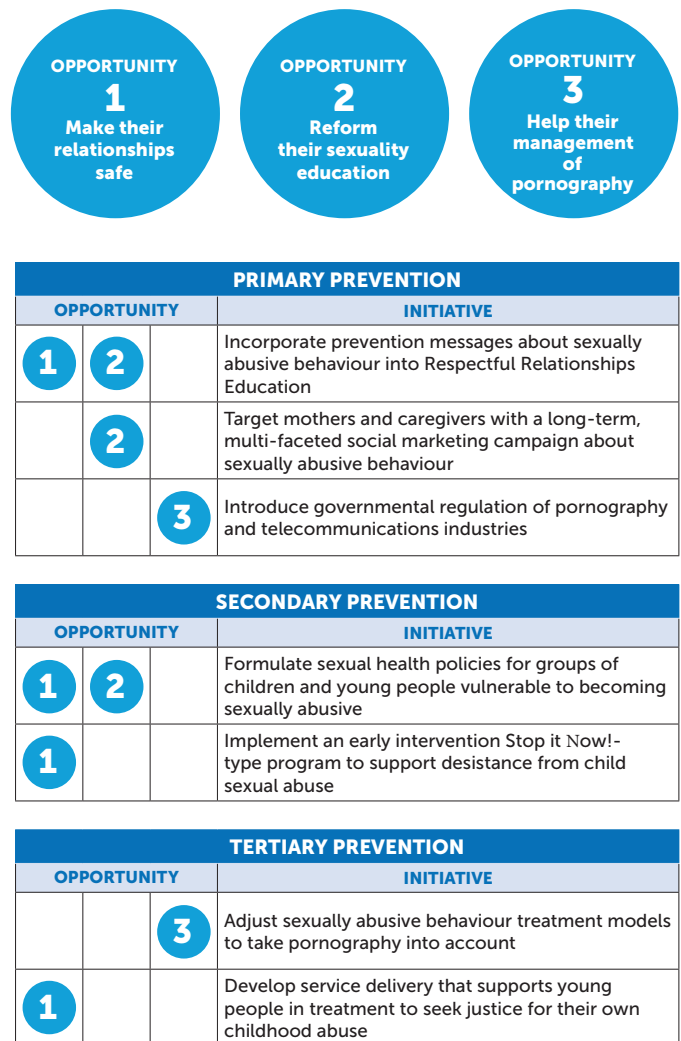 OPPORTUNITY
1
Make their
relationships
safe
OPPORTUNITY
2
Reform
their sexuality
education
OPPORTUNITY
3
Help their
management
of
pornography
PRIMARY PREVENTION
OPPORTUNITY INITIATIVE
1 2 Incorporate prevention messages about sexually
abusive behaviour into Respectful Relationships
Education
2 Target mothers and caregivers with a long-term,
multi-faceted social marketing campaign about
sexually abusive behaviour
3 Introduce governmental regulation of pornography
and telecommunications industries
SECONDARY PREVENTION
OPPORTUNITY INITIATIVE
1 2 Formulate sexual health policies for groups of
children and young people vulnerable to becoming
sexually abusive
1 Implement an early intervention Stop it Now!-
type program to support desistance from child
sexual abuse
TERTIARY PREVENTION
OPPORTUNITY INITIATIVE
3 Adjust sexually abusive behaviour treatment models
to take pornography into account
1 Develop service delivery that supports young
people in treatment to seek justice for their own
childhood abuse